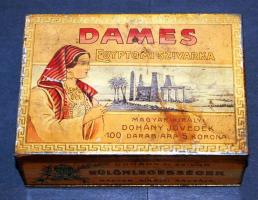 DAMES
EGYPTOMI SZIVARKA
MAGYAR KIRÁLYI
DOHÁNY JÖVEDÉK
100 DARAB ÁRA 5 KORONA
KÜLÖNLEGESSÉGEK